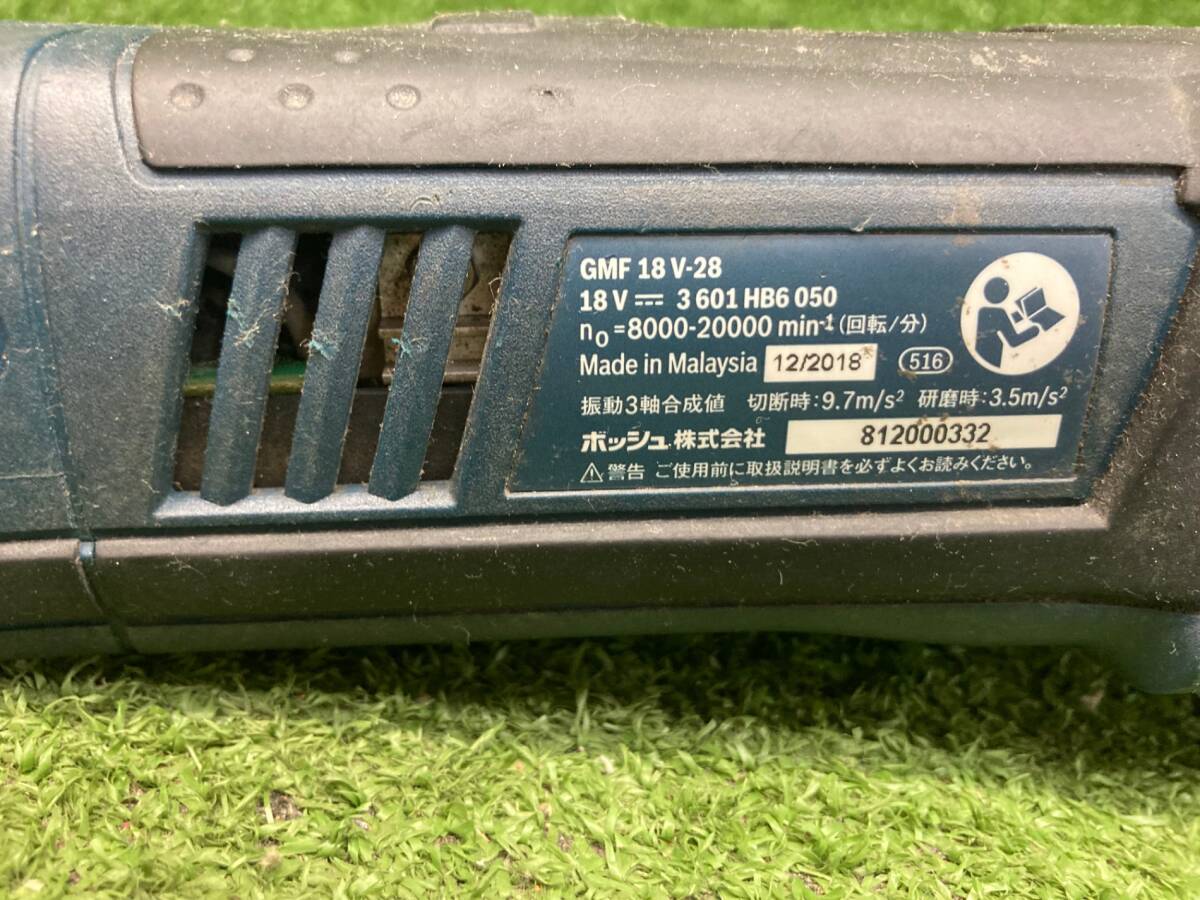 GMF 18 V-28
18 V ⎓ 3 601 HB6 050
n₀=8000-20000 min⁻¹(回転/分)
Made in Malaysia 12/2018 516
振動3軸合成値 切断時:9.7m/s² 研磨時:3.5m/s²
ボッシュ株式会社 812000332
⚠警告 ご使用前に取扱説明書を必ずよくお読みください。